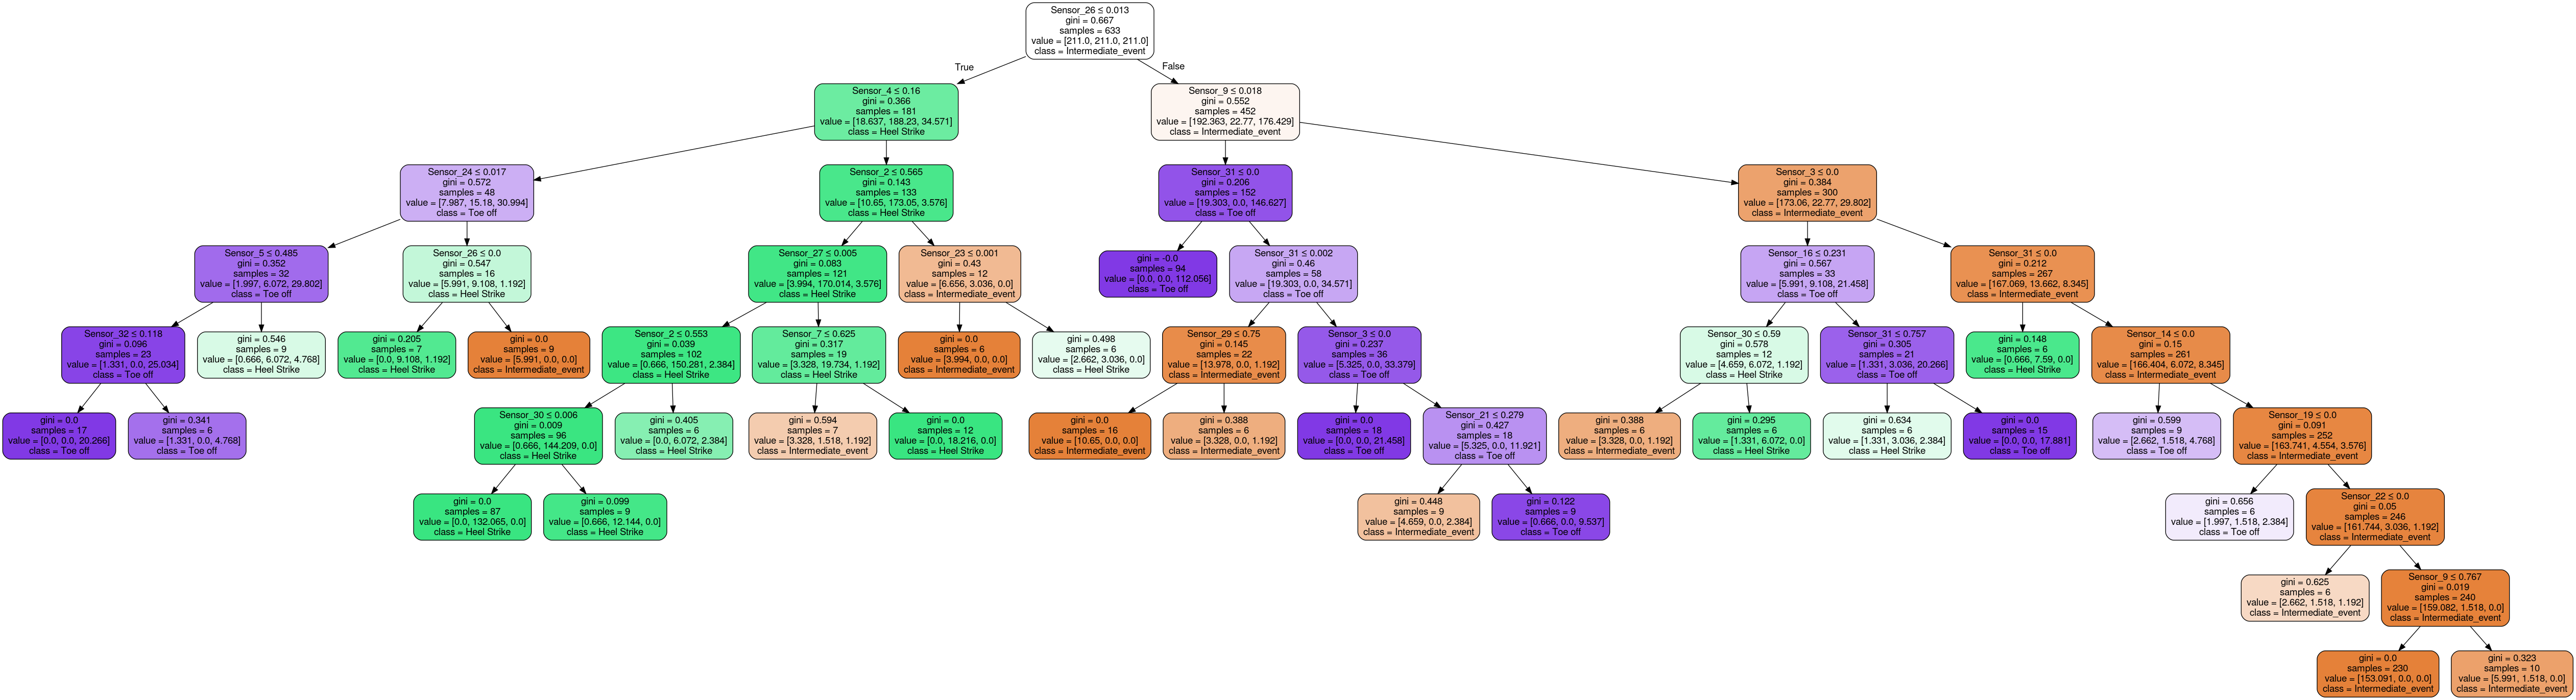 Sensor_26 ≤ 0.013
gini = 0.667
samples = 633
value = [211.0, 211.0, 211.0]
class = Intermediate_event
True
False
Sensor_4 ≤ 0.16
gini = 0.366
samples = 181
value = [18.637, 188.23, 34.571]
class = Heel Strike
Sensor_9 ≤ 0.018
gini = 0.552
samples = 452
value = [192.363, 22.77, 176.429]
class = Intermediate_event
Sensor_24 ≤ 0.017
gini = 0.572
samples = 48
value = [7.987, 15.18, 30.994]
class = Toe off
Sensor_2 ≤ 0.565
gini = 0.143
samples = 133
value = [10.65, 173.05, 3.576]
class = Heel Strike
Sensor_31 ≤ 0.0
gini = 0.206
samples = 152
value = [19.303, 0.0, 146.627]
class = Toe off
Sensor_3 ≤ 0.0
gini = 0.384
samples = 300
value = [173.06, 22.77, 29.802]
class = Intermediate_event
Sensor_5 ≤ 0.485
gini = 0.352
samples = 32
value = [1.997, 6.072, 29.802]
class = Toe off
Sensor_26 ≤ 0.0
gini = 0.547
samples = 16
value = [5.991, 9.108, 1.192]
class = Heel Strike
Sensor_27 ≤ 0.005
gini = 0.083
samples = 121
value = [3.994, 170.014, 3.576]
class = Heel Strike
Sensor_23 ≤ 0.001
gini = 0.43
samples = 12
value = [6.656, 3.036, 0.0]
class = Intermediate_event
gini = -0.0
samples = 94
value = [0.0, 0.0, 112.056]
class = Toe off
Sensor_31 ≤ 0.002
gini = 0.46
samples = 58
value = [19.303, 0.0, 34.571]
class = Toe off
Sensor_16 ≤ 0.231
gini = 0.567
samples = 33
value = [5.991, 9.108, 21.458]
class = Toe off
Sensor_31 ≤ 0.0
gini = 0.212
samples = 267
value = [167.069, 13.662, 8.345]
class = Intermediate_event
Sensor_32 ≤ 0.118
gini = 0.096
samples = 23
value = [1.331, 0.0, 25.034]
class = Toe off
gini = 0.546
samples = 9
value = [0.666, 6.072, 4.768]
class = Heel Strike
gini = 0.205
samples = 7
value = [0.0, 9.108, 1.192]
class = Heel Strike
gini = 0.0
samples = 9
value = [5.991, 0.0, 0.0]
class = Intermediate_event
Sensor_2 ≤ 0.553
gini = 0.039
samples = 102
value = [0.666, 150.281, 2.384]
class = Heel Strike
Sensor_7 ≤ 0.625
gini = 0.317
samples = 19
value = [3.328, 19.734, 1.192]
class = Heel Strike
gini = 0.0
samples = 6
value = [3.994, 0.0, 0.0]
class = Intermediate_event
gini = 0.498
samples = 6
value = [2.662, 3.036, 0.0]
class = Heel Strike
Sensor_29 ≤ 0.75
gini = 0.145
samples = 22
value = [13.978, 0.0, 1.192]
class = Intermediate_event
Sensor_3 ≤ 0.0
gini = 0.237
samples = 36
value = [5.325, 0.0, 33.379]
class = Toe off
Sensor_30 ≤ 0.59
gini = 0.578
samples = 12
value = [4.659, 6.072, 1.192]
class = Heel Strike
Sensor_31 ≤ 0.757
gini = 0.305
samples = 21
value = [1.331, 3.036, 20.266]
class = Toe off
gini = 0.148
samples = 6
value = [0.666, 7.59, 0.0]
class = Heel Strike
Sensor_14 ≤ 0.0
gini = 0.15
samples = 261
value = [166.404, 6.072, 8.345]
class = Intermediate_event
gini = 0.0
samples = 17
value = [0.0, 0.0, 20.266]
class = Toe off
gini = 0.341
samples = 6
value = [1.331, 0.0, 4.768]
class = Toe off
Sensor_30 ≤ 0.006
gini = 0.009
samples = 96
value = [0.666, 144.209, 0.0]
class = Heel Strike
gini = 0.405
samples = 6
value = [0.0, 6.072, 2.384]
class = Heel Strike
gini = 0.594
samples = 7
value = [3.328, 1.518, 1.192]
class = Intermediate_event
gini = 0.0
samples = 12
value = [0.0, 18.216, 0.0]
class = Heel Strike
gini = 0.0
samples = 16
value = [10.65, 0.0, 0.0]
class = Intermediate_event
gini = 0.388
samples = 6
value = [3.328, 0.0, 1.192]
class = Intermediate_event
gini = 0.0
samples = 18
value = [0.0, 0.0, 21.458]
class = Toe off
Sensor_21 ≤ 0.279
gini = 0.427
samples = 18
value = [5.325, 0.0, 11.921]
class = Toe off
gini = 0.388
samples = 6
value = [3.328, 0.0, 1.192]
class = Intermediate_event
gini = 0.295
samples = 6
value = [1.331, 6.072, 0.0]
class = Heel Strike
gini = 0.634
samples = 6
value = [1.331, 3.036, 2.384]
class = Heel Strike
gini = 0.0
samples = 15
value = [0.0, 0.0, 17.881]
class = Toe off
gini = 0.599
samples = 9
value = [2.662, 1.518, 4.768]
class = Toe off
Sensor_19 ≤ 0.0
gini = 0.091
samples = 252
value = [163.741, 4.554, 3.576]
class = Intermediate_event
gini = 0.0
samples = 87
value = [0.0, 132.065, 0.0]
class = Heel Strike
gini = 0.099
samples = 9
value = [0.666, 12.144, 0.0]
class = Heel Strike
gini = 0.448
samples = 9
value = [4.659, 0.0, 2.384]
class = Intermediate_event
gini = 0.122
samples = 9
value = [0.666, 0.0, 9.537]
class = Toe off
gini = 0.656
samples = 6
value = [1.997, 1.518, 2.384]
class = Toe off
Sensor_22 ≤ 0.0
gini = 0.05
samples = 246
value = [161.744, 3.036, 1.192]
class = Intermediate_event
gini = 0.625
samples = 6
value = [2.662, 1.518, 1.192]
class = Intermediate_event
Sensor_9 ≤ 0.767
gini = 0.019
samples = 240
value = [159.082, 1.518, 0.0]
class = Intermediate_event
gini = 0.0
samples = 230
value = [153.091, 0.0, 0.0]
class = Intermediate_event
gini = 0.323
samples = 10
value = [5.991, 1.518, 0.0]
class = Intermediate_event